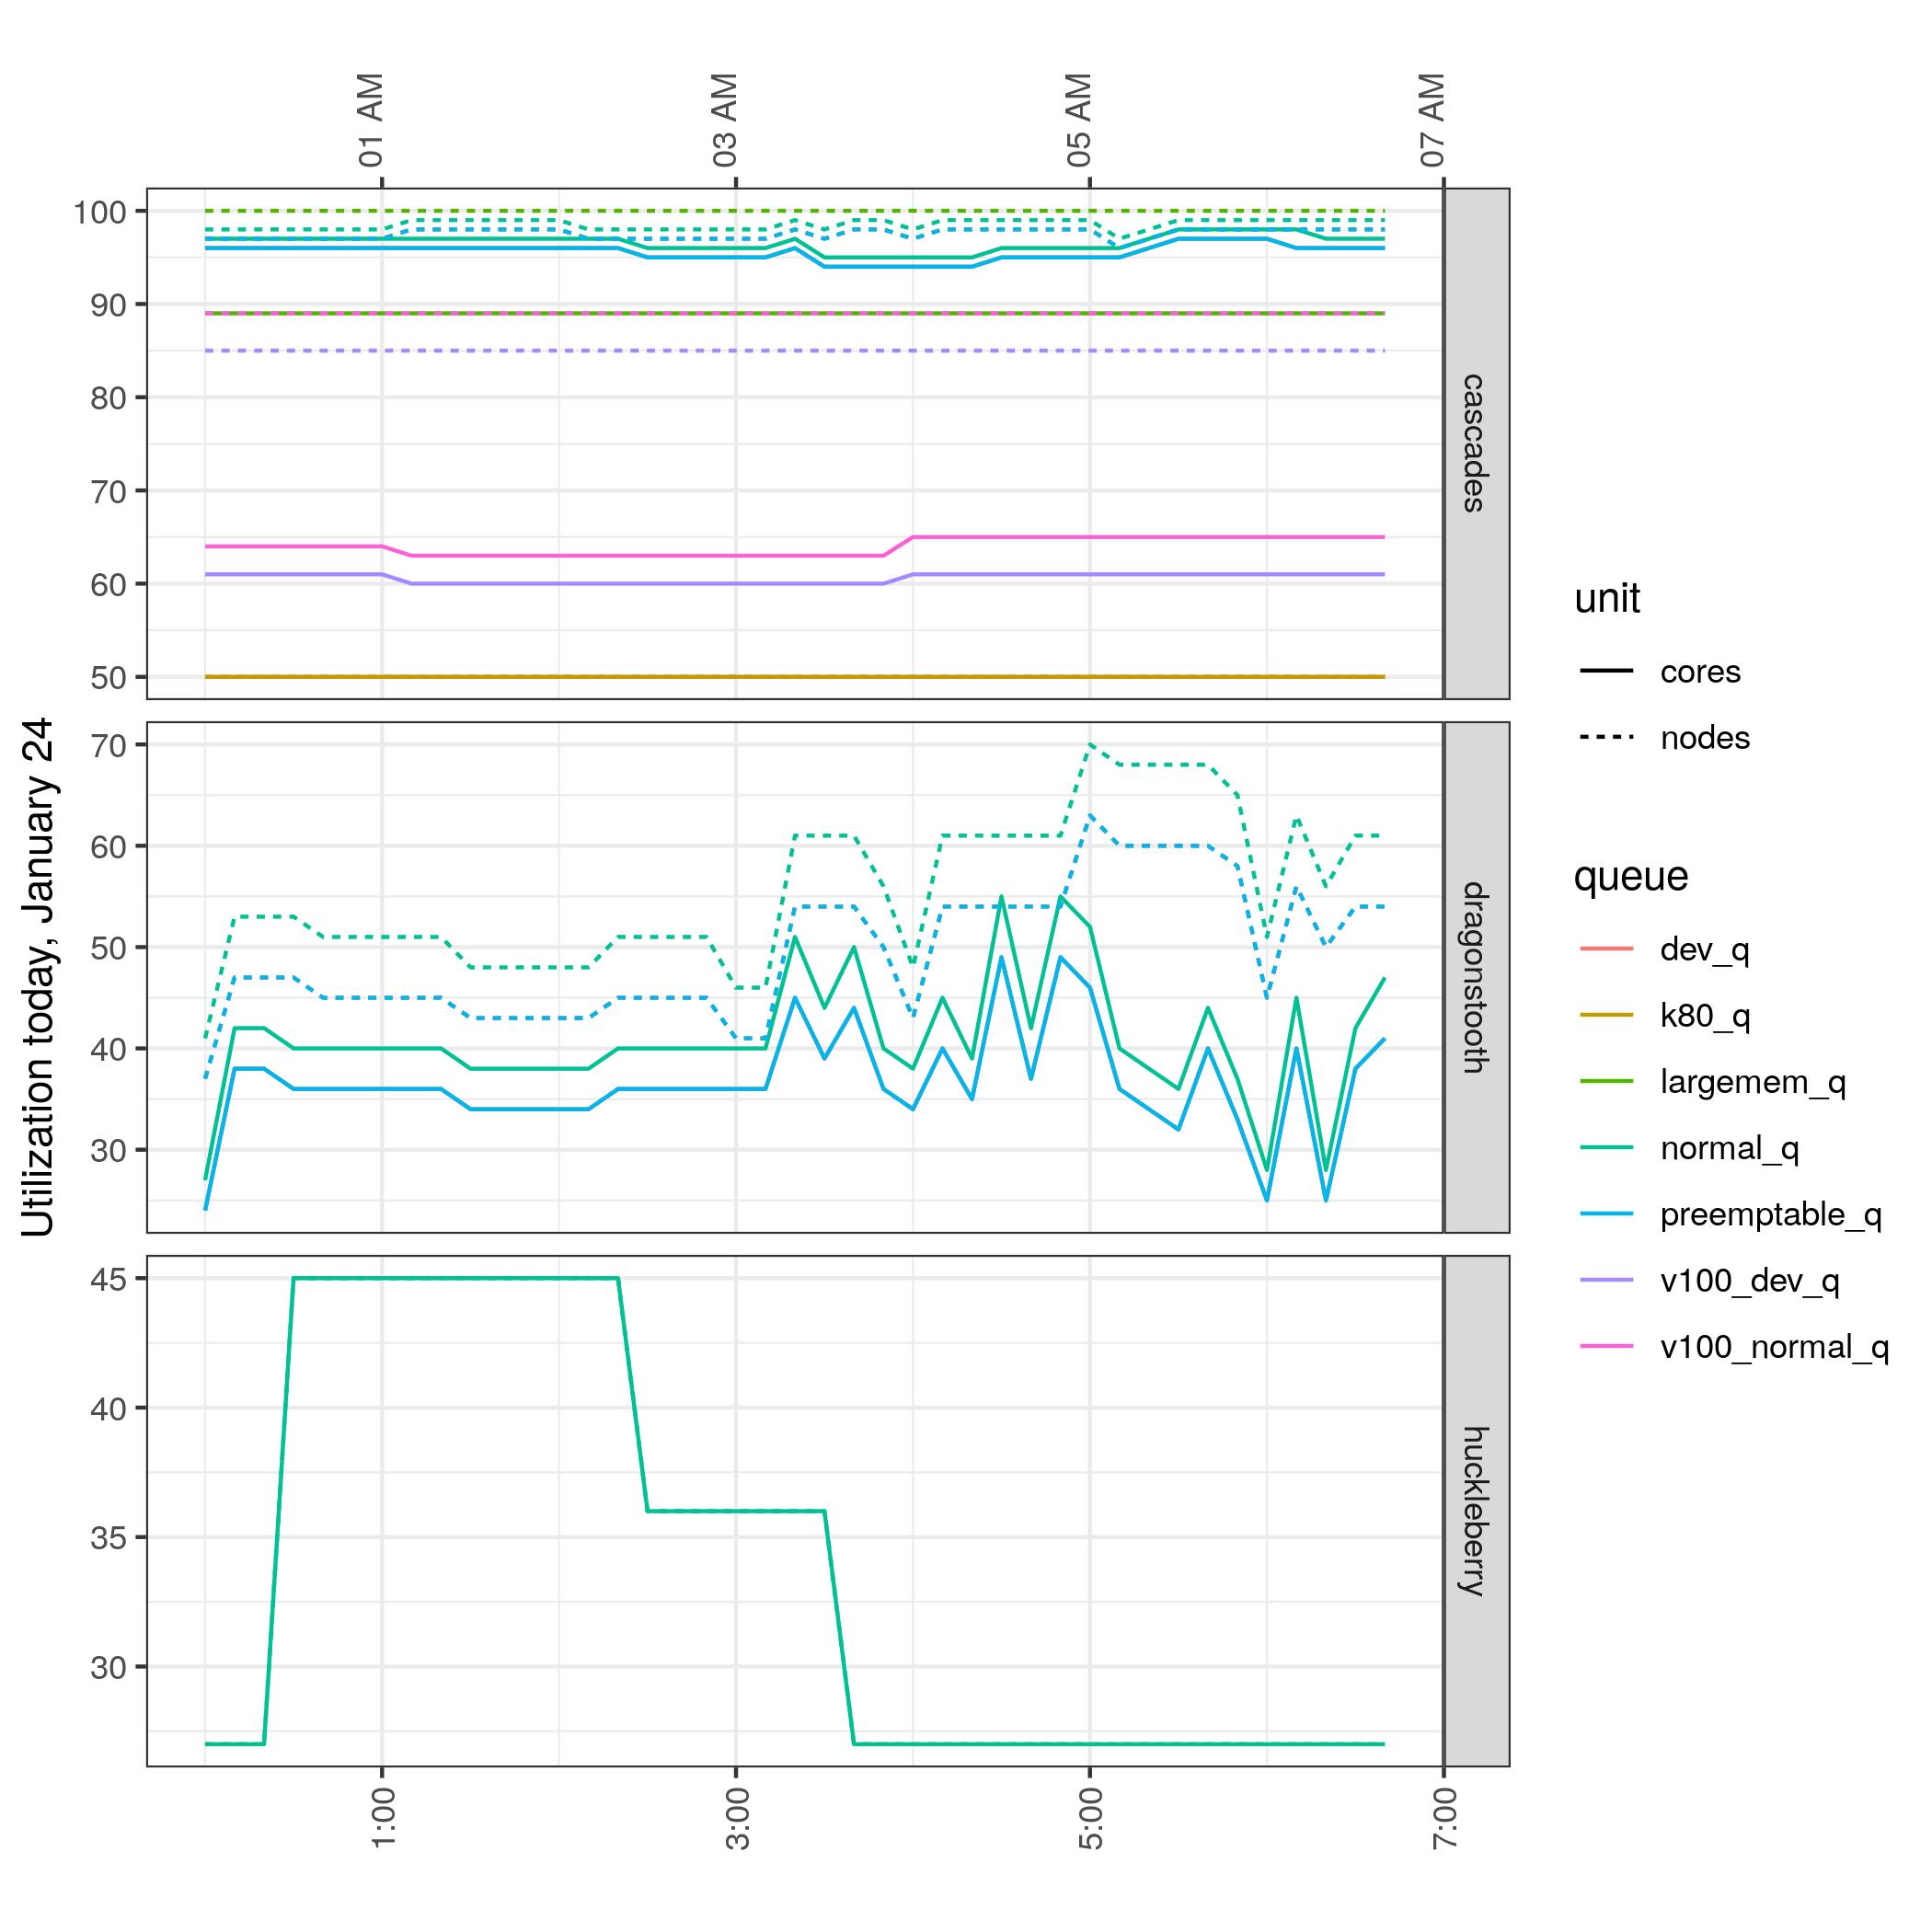 01 AM
03 AM
05 AM
07 AM
Utilization today, January 24
100
90
80
70
60
50
cascades
70
60
50
40
30
dragonstooth
45
40
35
30
huckleberry
1:00
3:00
5:00
7:00
unit
cores
nodes
queue
dev_q
k80_q
largemem_q
normal_q
preemptable_q
v100_dev_q
v100_normal_q